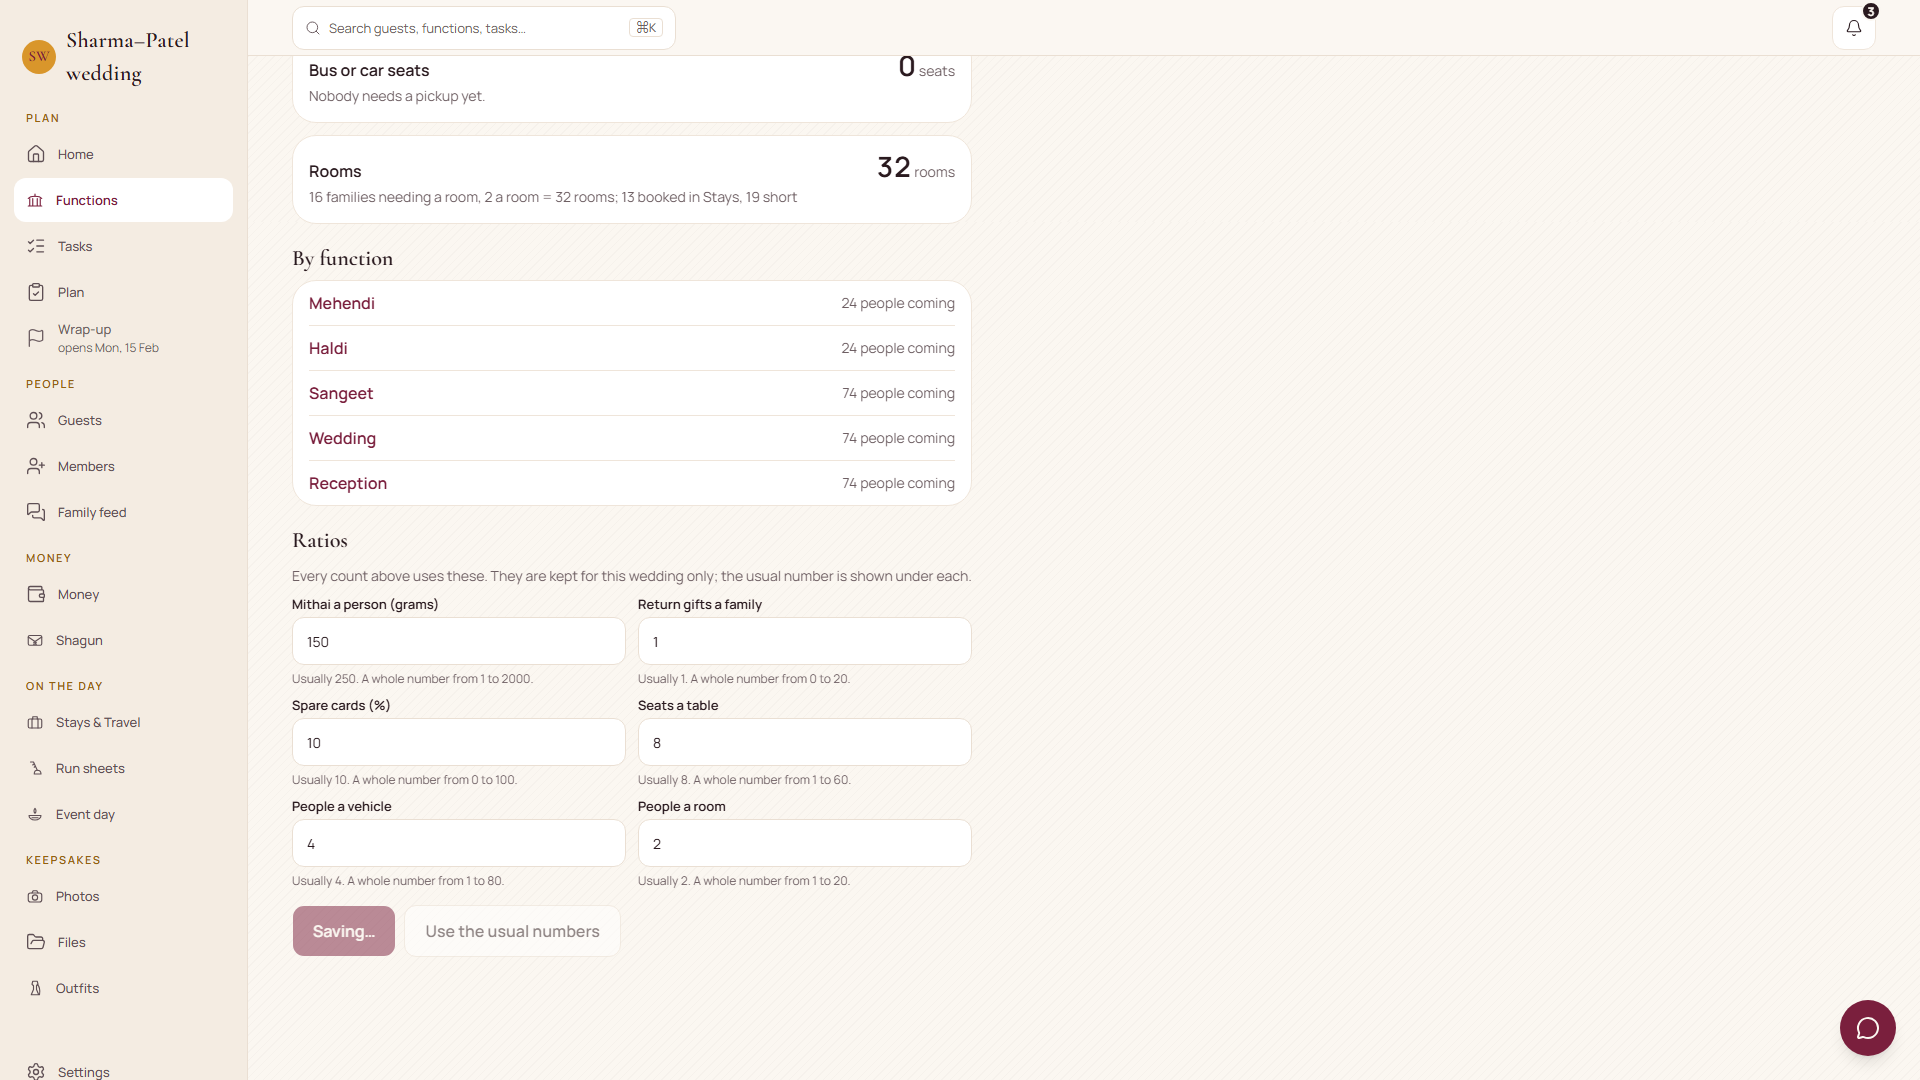 SW
Sharma–Patel
wedding
PLAN
Home
Functions
Tasks
Plan
Wrap-up
opens Mon, 15 Feb
PEOPLE
Guests
Members
Family feed
MONEY
Money
Shagun
ON THE DAY
Stays & Travel
Run sheets
Event day
KEEPSAKES
Photos
Files
Outfits
Settings
Search guests, functions, tasks…
⌘K
3
Bus or car seats
0 seats
Nobody needs a pickup yet.
Rooms
32 rooms
16 families needing a room, 2 a room = 32 rooms; 13 booked in Stays, 19 short
By function
Mehendi
24 people coming
Haldi
24 people coming
Sangeet
74 people coming
Wedding
74 people coming
Reception
74 people coming
Ratios
Every count above uses these. They are kept for this wedding only; the usual number is shown under each.
Mithai a person (grams)
150
Usually 250. A whole number from 1 to 2000.
Return gifts a family
1
Usually 1. A whole number from 0 to 20.
Spare cards (%)
10
Usually 10. A whole number from 0 to 100.
Seats a table
8
Usually 8. A whole number from 1 to 60.
People a vehicle
4
Usually 4. A whole number from 1 to 80.
People a room
2
Usually 2. A whole number from 1 to 20.
Saving…
Use the usual numbers